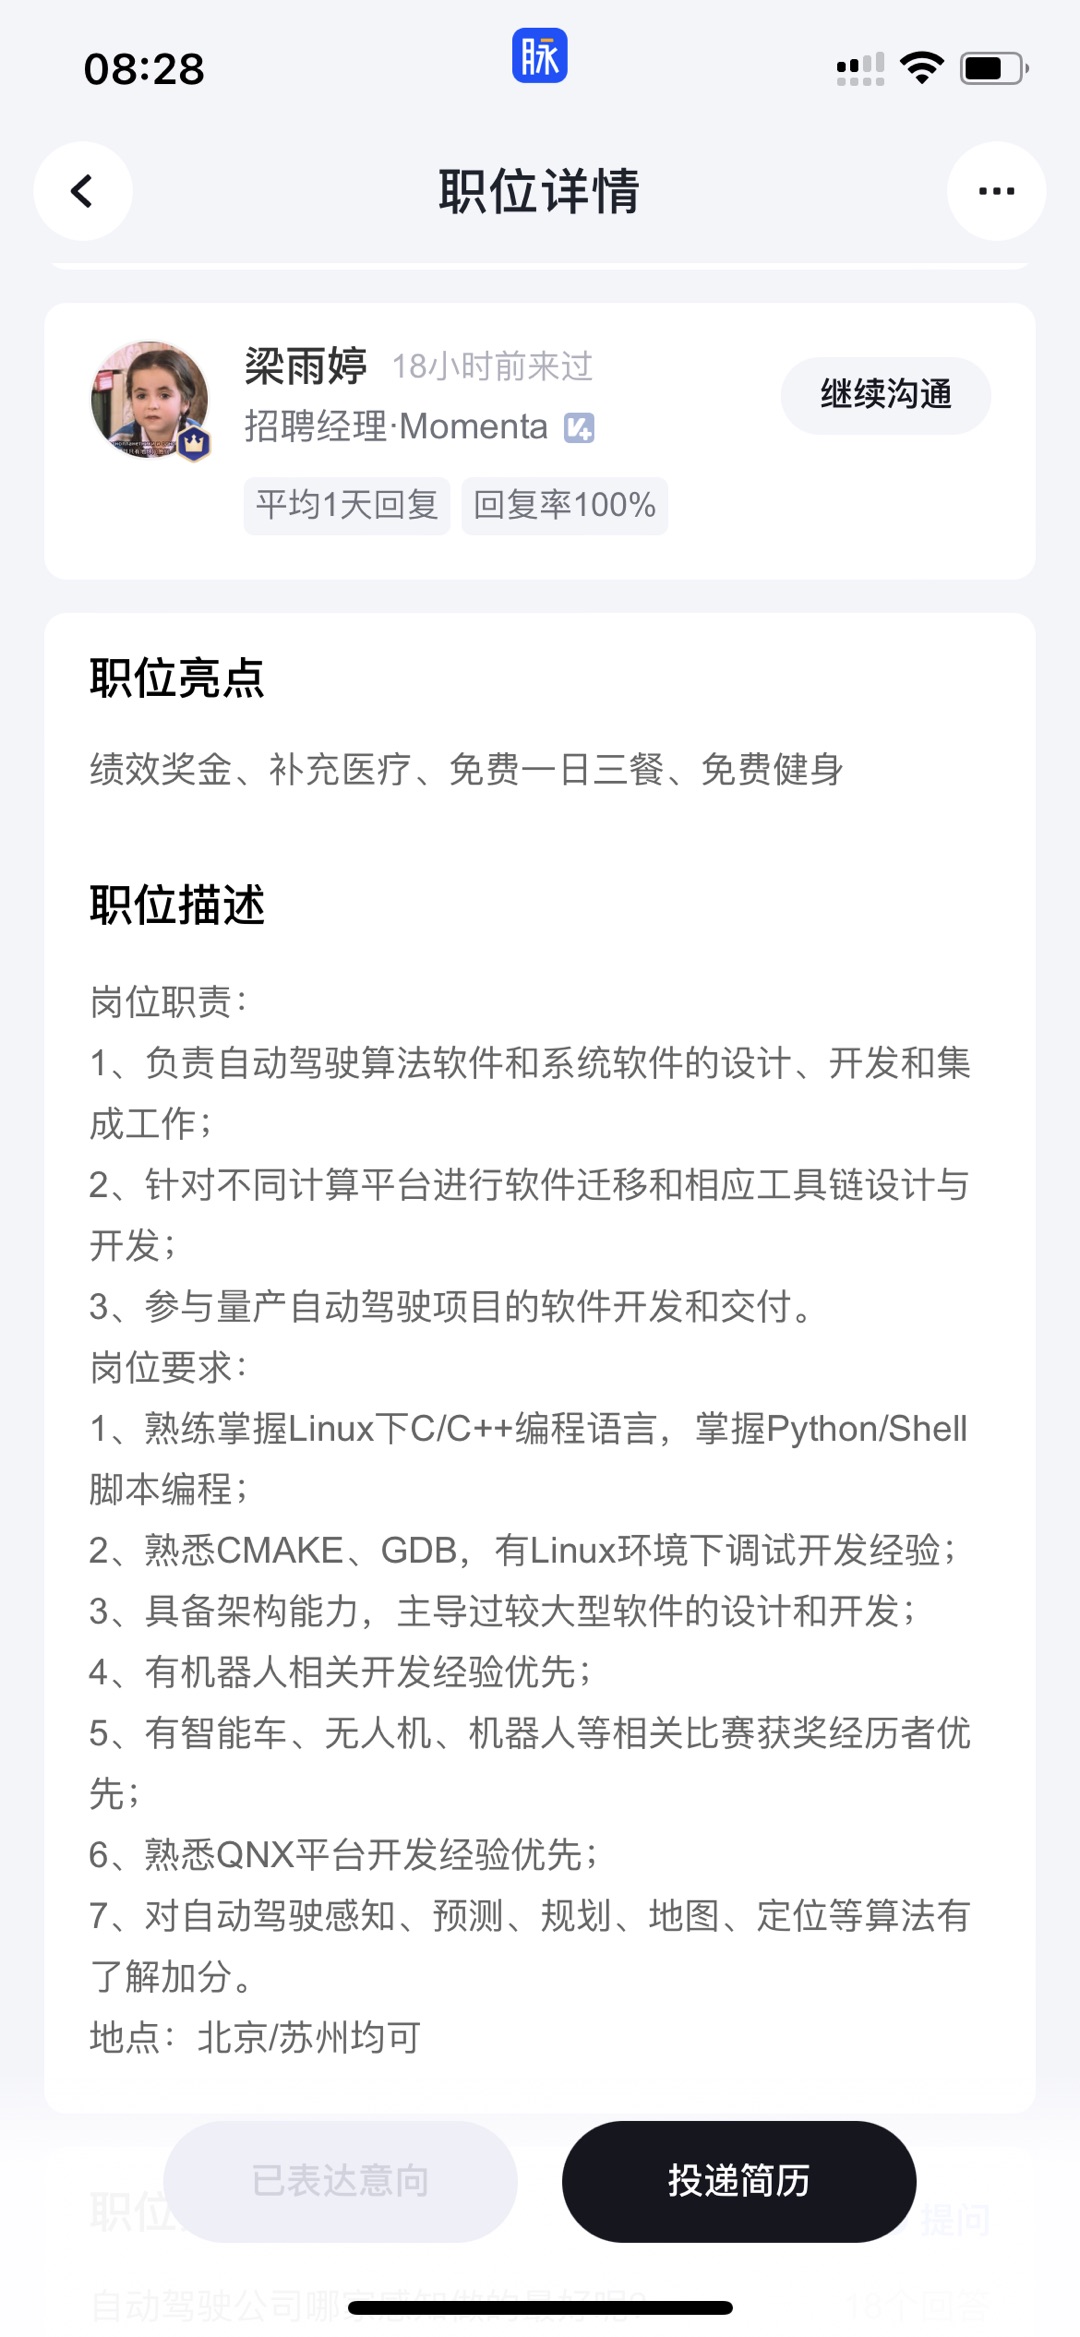 08:28
脉
职位详情
梁雨婷 18小时前来过
继续沟通
招聘经理·Momenta V+
平均1天回复 回复率100%
职位亮点
绩效奖金、补充医疗、免费一日三餐、免费健身
职位描述
岗位职责：
1、负责自动驾驶算法软件和系统软件的设计、开发和集
成工作；
2、针对不同计算平台进行软件迁移和相应工具链设计与
开发；
3、参与量产自动驾驶项目的软件开发和交付。
岗位要求：
1、熟练掌握Linux下C/C++编程语言，掌握Python/Shell
脚本编程；
2、熟悉CMAKE、GDB，有Linux环境下调试开发经验；
3、具备架构能力，主导过较大型软件的设计和开发；
4、有机器人相关开发经验优先；
5、有智能车、无人机、机器人等相关比赛获奖经历者优
先；
6、熟悉QNX平台开发经验优先；
7、对自动驾驶感知、预测、规划、地图、定位等算法有
了解加分。
地点：北京/苏州均可
已表达意向 投递简历
职位 提问
自动驾驶公司哪家感知做的最好呢? 18个回答